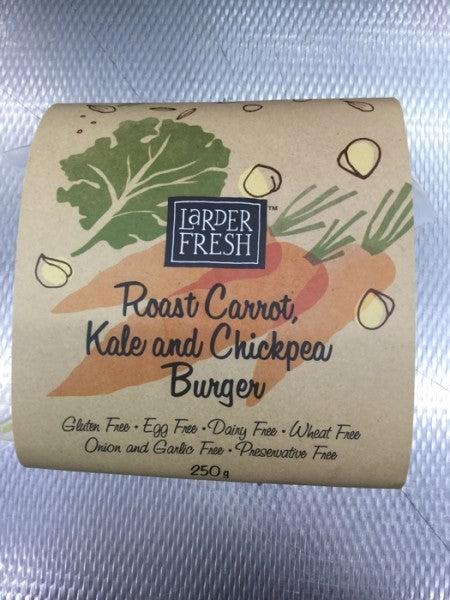 LARDER
FRESH™
Roast Carrot,
Kale and Chickpea
Burger
Gluten Free • Egg Free • Dairy Free • Wheat Free
Onion and Garlic Free • Preservative Free
250g